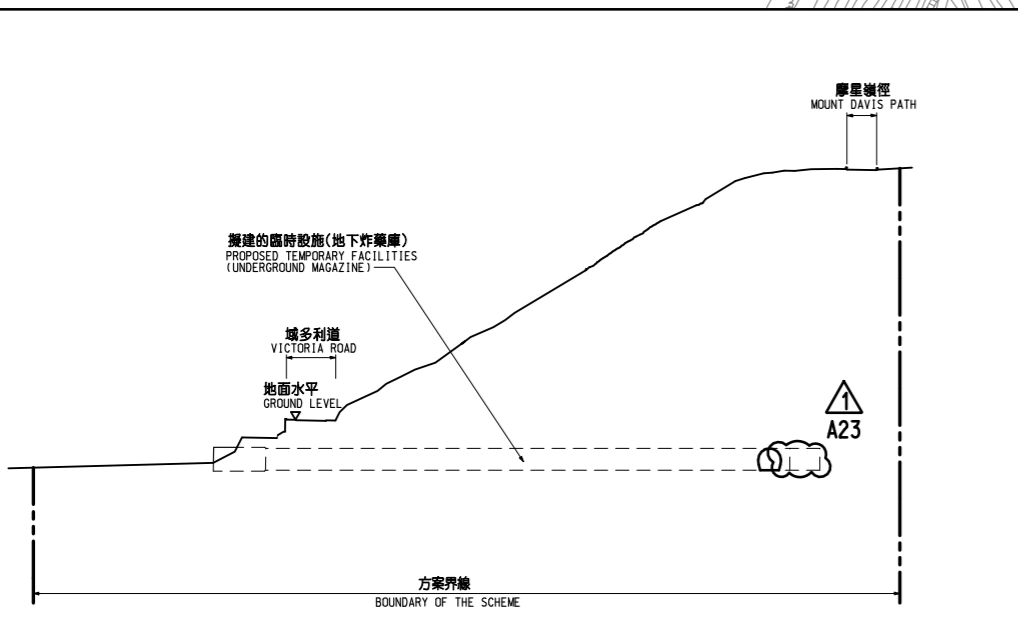 摩星嶺徑
MOUNT DAVIS PATH
擬建的臨時設施(地下炸藥庫)
PROPOSED TEMPORARY FACILITIES
(UNDERGROUND MAGAZINE)
域多利道
VICTORIA ROAD
地面水平
GROUND LEVEL
1
A23
方案界線
BOUNDARY OF THE SCHEME